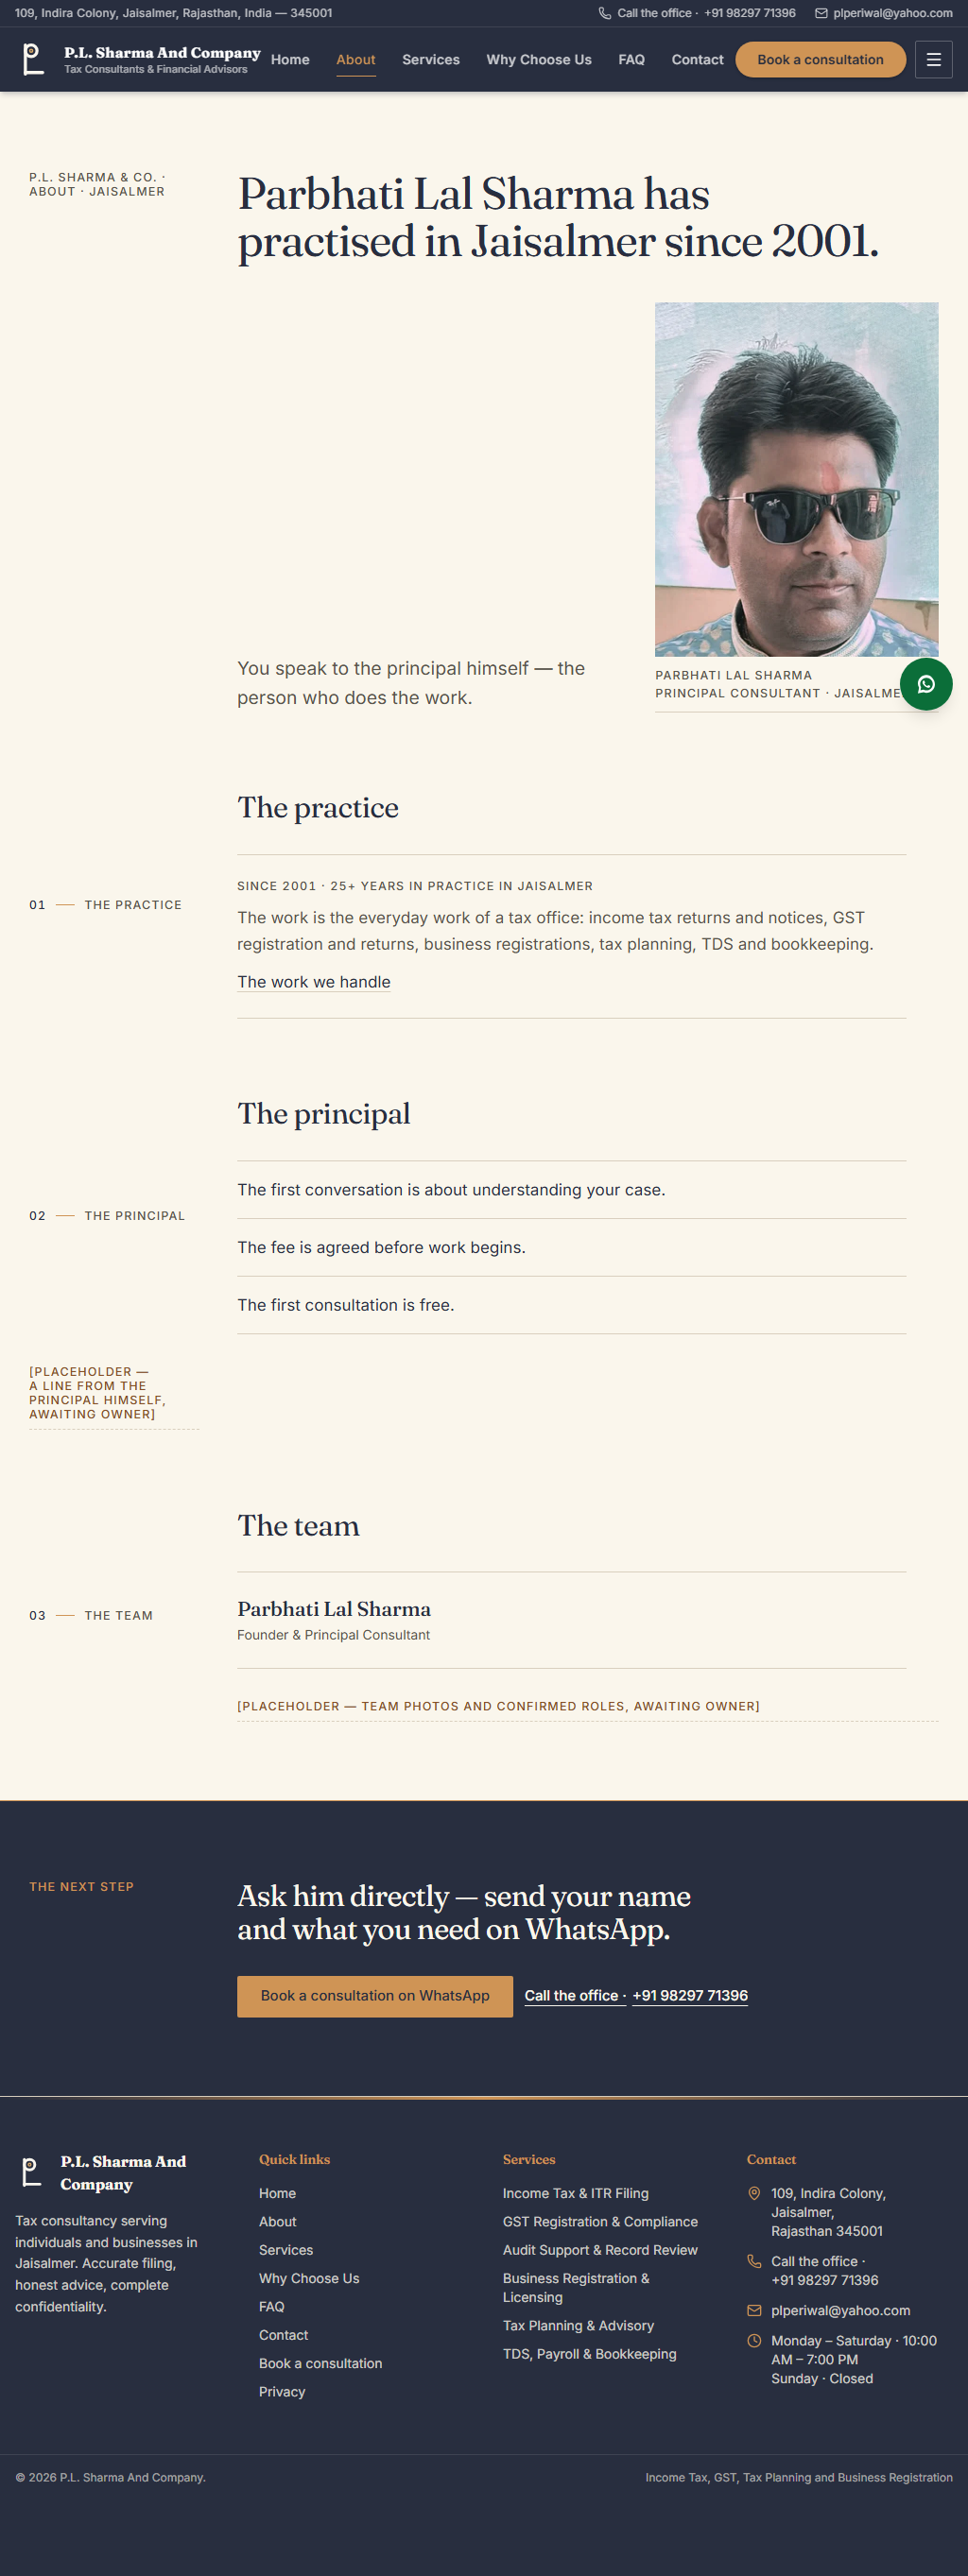 109, Indira Colony, Jaisalmer, Rajasthan, India — 345001
Call the office · +91 98297 71396
plperiwal@yahoo.com
P.L. Sharma And Company
Tax Consultants & Financial Advisors
Home
About
Services
Why Choose Us
FAQ
Contact
Book a consultation
P.L. SHARMA & CO. ·
ABOUT · JAISALMER
Parbhati Lal Sharma has
practised in Jaisalmer since 2001.
You speak to the principal himself — the
person who does the work.
PARBHATI LAL SHARMA
PRINCIPAL CONSULTANT ·
The practice
01 — THE PRACTICE
SINCE 2001 · 25+ YEARS IN PRACTICE IN JAISALMER
The work is the everyday work of a tax office: income tax returns and notices, GST
registration and returns, business registrations, tax planning, TDS and bookkeeping.
The work we handle
The principal
02 — THE PRINCIPAL
The first conversation is about understanding your case.
The fee is agreed before work begins.
The first consultation is free.
[PLACEHOLDER —
A LINE FROM THE
PRINCIPAL HIMSELF,
AWAITING OWNER]
The team
03 — THE TEAM
Parbhati Lal Sharma
Founder & Principal Consultant
[PLACEHOLDER — TEAM PHOTOS AND CONFIRMED ROLES, AWAITING OWNER]
THE NEXT STEP
Ask him directly — send your name
and what you need on WhatsApp.
Book a consultation on WhatsApp
Call the office · +91 98297 71396
P.L. Sharma And
Company
Tax consultancy serving
individuals and businesses in
Jaisalmer. Accurate filing,
honest advice, complete
confidentiality.
Quick links
Home
About
Services
Why Choose Us
FAQ
Contact
Book a consultation
Privacy
Services
Income Tax & ITR Filing
GST Registration & Compliance
Audit Support & Record Review
Business Registration &
Licensing
Tax Planning & Advisory
TDS, Payroll & Bookkeeping
Contact
109, Indira Colony,
Jaisalmer,
Rajasthan 345001
Call the office ·
+91 98297 71396
plperiwal@yahoo.com
Monday – Saturday · 10:00
AM – 7:00 PM
Sunday · Closed
© 2026 P.L. Sharma And Company.
Income Tax, GST, Tax Planning and Business Registration